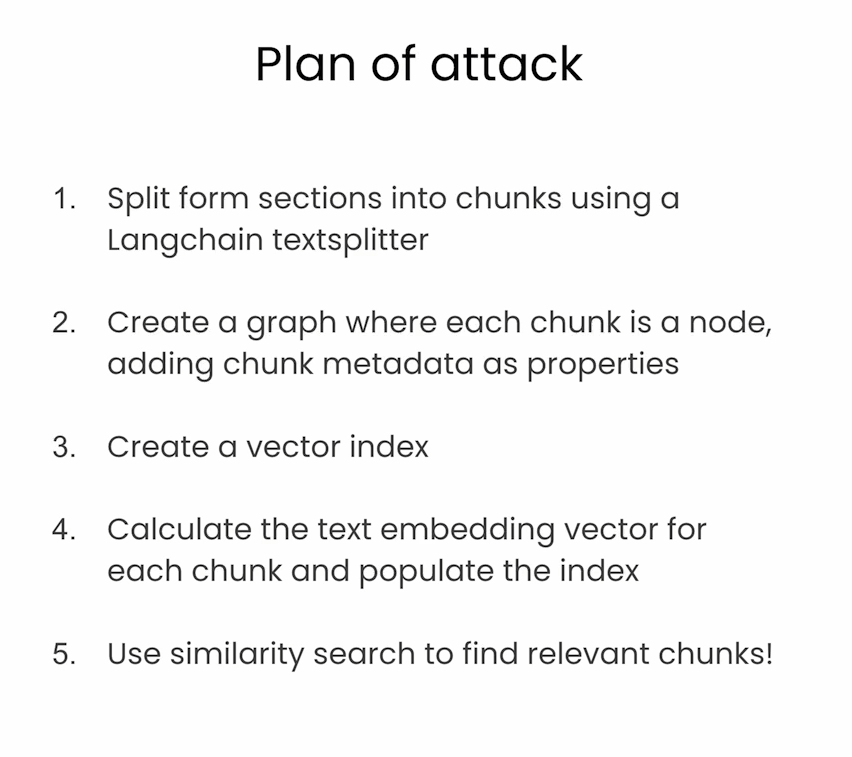 Plan of attack
1. Split form sections into chunks using a
Langchain textsplitter
2. Create a graph where each chunk is a node,
adding chunk metadata as properties
3. Create a vector index
4. Calculate the text embedding vector for
each chunk and populate the index
5. Use similarity search to find relevant chunks!